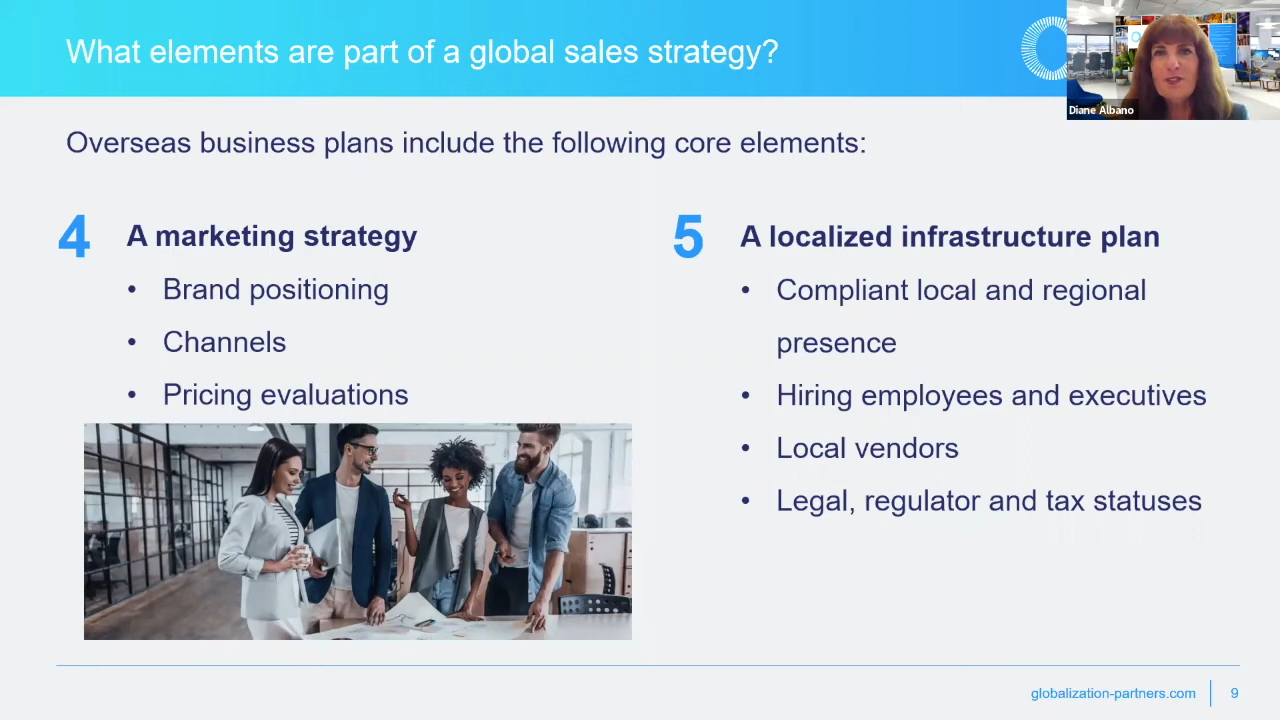 What elements are part of a global sales strategy?
Diane Albano
Overseas business plans include the following core elements:
4 A marketing strategy
• Brand positioning
• Channels
• Pricing evaluations
5 A localized infrastructure plan
• Compliant local and regional
presence
• Hiring employees and executives
• Local vendors
• Legal, regulator and tax statuses
globalization-partners.com 9